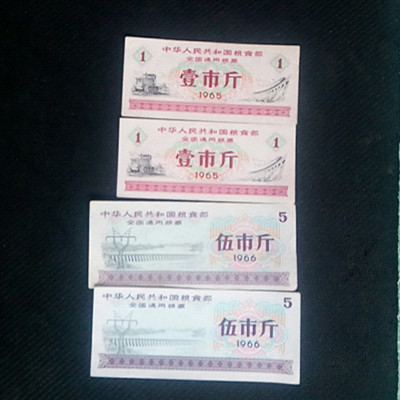 中华人民共和国粮食部
1 全国通用粮票 1
壹市斤
1965
中华人民共和国粮食部
1 全国通用粮票 1
壹市斤
1965
中华人民共和国粮食部 5
全国通用粮票
伍市斤
1966
中华人民共和国粮食部 5
全国通用粮票
伍市斤
1966